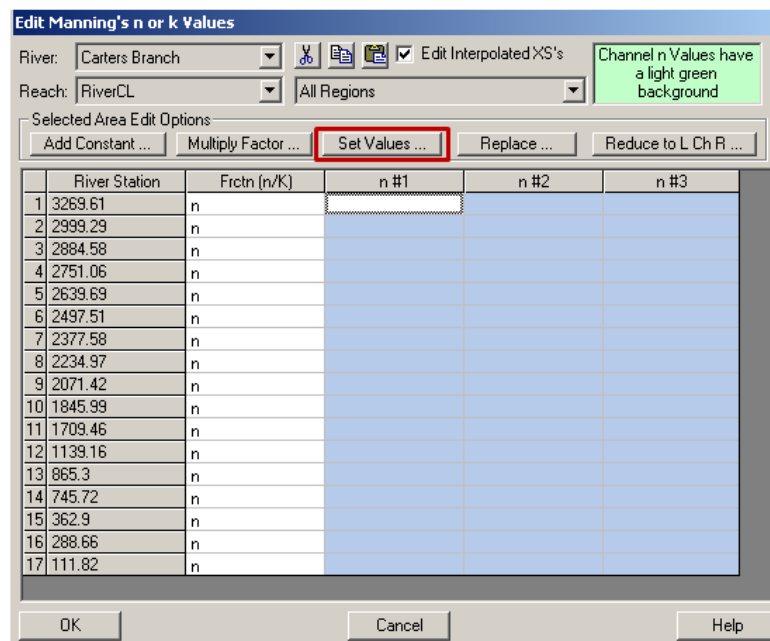 Edit Manning's n or k Values
River: Carters Branch Edit Interpolated XS's Channel n Values have
a light green
background
Reach: RiverCL All Regions
Selected Area Edit Options
Add Constant ... Multiply Factor ... Set Values ... Replace ... Reduce to L Ch R ...
River Station Frctn (n/K) n #1 n #2 n #3
1 3269.61 n
2 2999.29 n
3 2884.58 n
4 2751.06 n
5 2639.69 n
6 2497.51 n
7 2377.58 n
8 2234.97 n
9 2071.42 n
10 1845.99 n
11 1709.46 n
12 1139.16 n
13 865.3 n
14 745.72 n
15 362.9 n
16 288.66 n
17 111.82 n
OK Cancel Help